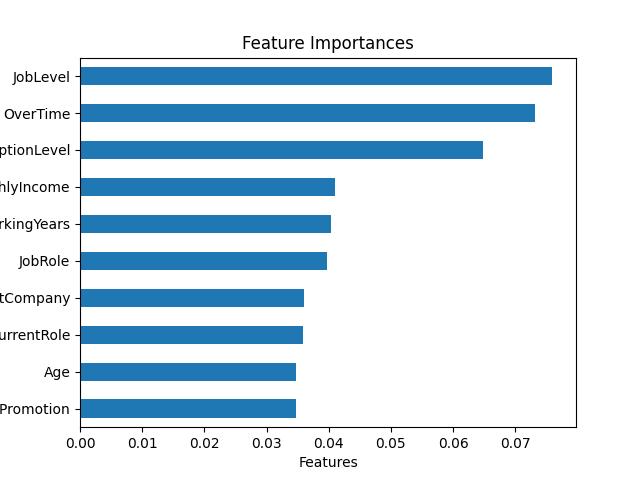 Feature Importances
JobLevel
OverTime
ptionLevel
hlyIncome
rkingYears
JobRole
tCompany
urrentRole
Age
Promotion
0.00 0.01 0.02 0.03 0.04 0.05 0.06 0.07
Features